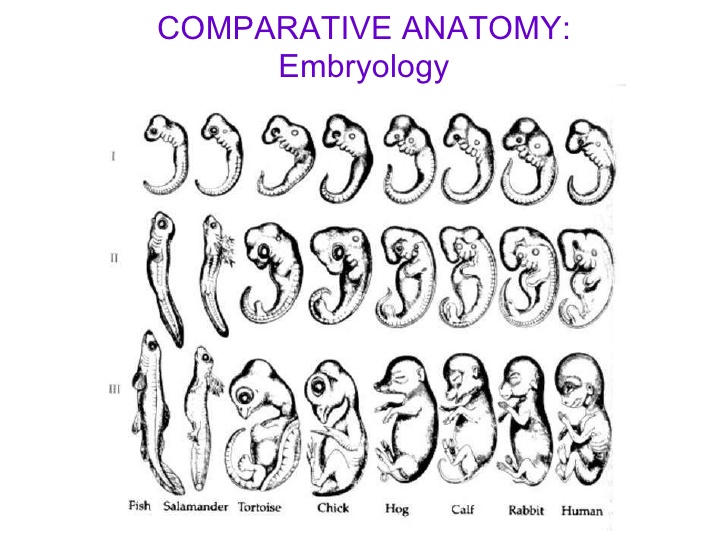 COMPARATIVE ANATOMY:
Embryology
I
II
III
Fish Salamander Tortoise Chick Hog Calf Rabbit Human